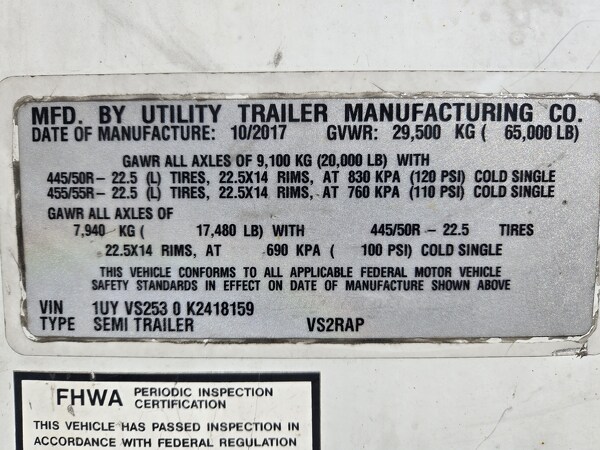 MFD. BY UTILITY TRAILER MANUFACTURING CO.
DATE OF MANUFACTURE: 10/2017 GVWR: 29,500 KG ( 65,000 LB)
GAWR ALL AXLES OF 9,100 KG (20,000 LB) WITH
445/50R- 22.5 (L) TIRES, 22.5X14 RIMS, AT 830 KPA (120 PSI) COLD SINGLE
455/55R- 22.5 (L) TIRES, 22.5X14 RIMS, AT 760 KPA (110 PSI) COLD SINGLE
GAWR ALL AXLES OF
7,940 KG ( 17,480 LB) WITH 445/50R - 22.5 TIRES
22.5X14 RIMS, AT 690 KPA ( 100 PSI) COLD SINGLE
THIS VEHICLE CONFORMS TO ALL APPLICABLE FEDERAL MOTOR VEHICLE
SAFETY STANDARDS IN EFFECT ON DATE OF MANUFACTURE SHOWN ABOVE
VIN 1UY VS253 0 K2418159
TYPE SEMI TRAILER VS2RAP
FHWA PERIODIC INSPECTION
CERTIFICATION
THIS VEHICLE HAS PASSED INSPECTION IN
ACCORDANCE WITH FEDERAL REGULATION